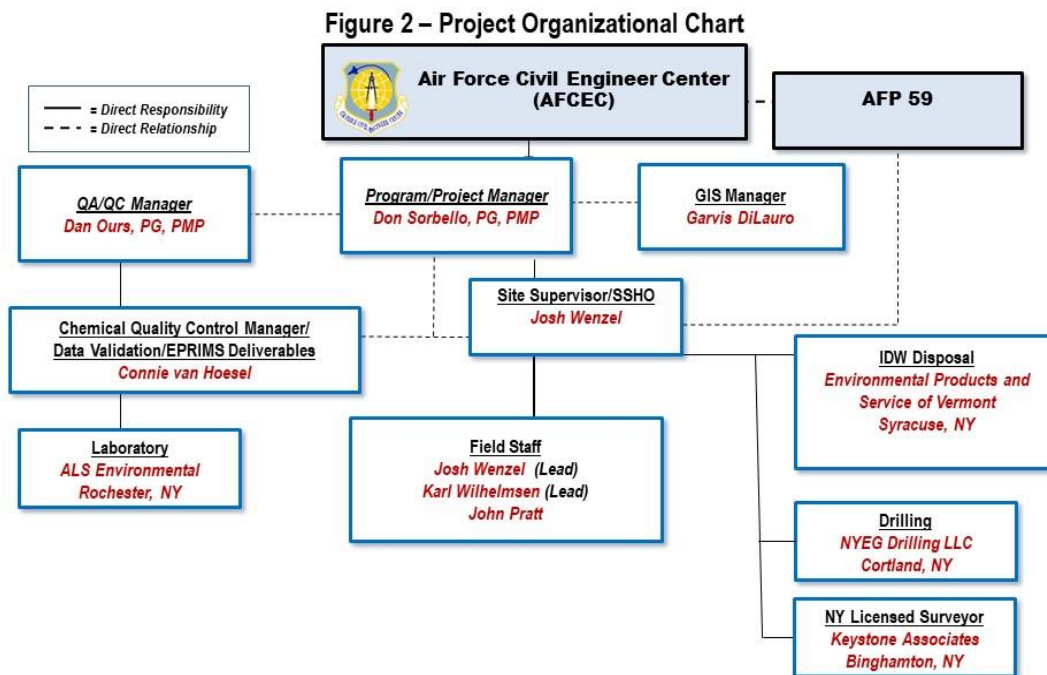 Figure 2 – Project Organizational Chart
Air Force Civil Engineer Center
(AFCEC)
AFP 59
= Direct Responsibility
= Direct Relationship
QA/QC Manager
Dan Ours, PG, PMP
Program/Project Manager
Don Sorbello, PG, PMP
GIS Manager
Garvis DiLauro
Site Supervisor/SSHO
Josh Wenzel
Chemical Quality Control Manager/
Data Validation/EPRIMS Deliverables
Connie van Hoesel
IDW Disposal
Environmental Products and
Service of Vermont
Syracuse, NY
Laboratory
ALS Environmental
Rochester, NY
Field Staff
Josh Wenzel (Lead)
Karl Wilhelmsen (Lead)
John Pratt
Drilling
NYEG Drilling LLC
Cortland, NY
NY Licensed Surveyor
Keystone Associates
Binghamton, NY